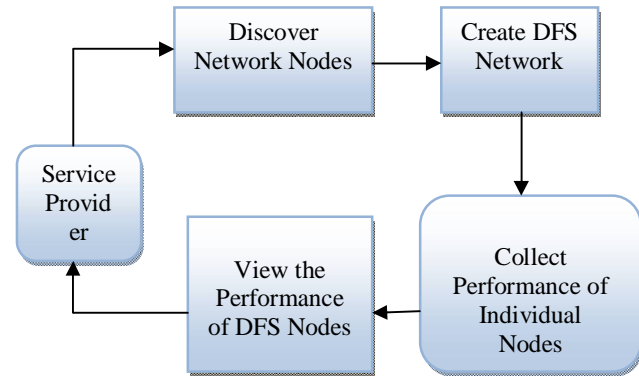 Discover
Network Nodes
Create DFS
Network
Service
Provid
er
View the
Performance
of DFS Nodes
Collect
Performance of
Individual
Nodes